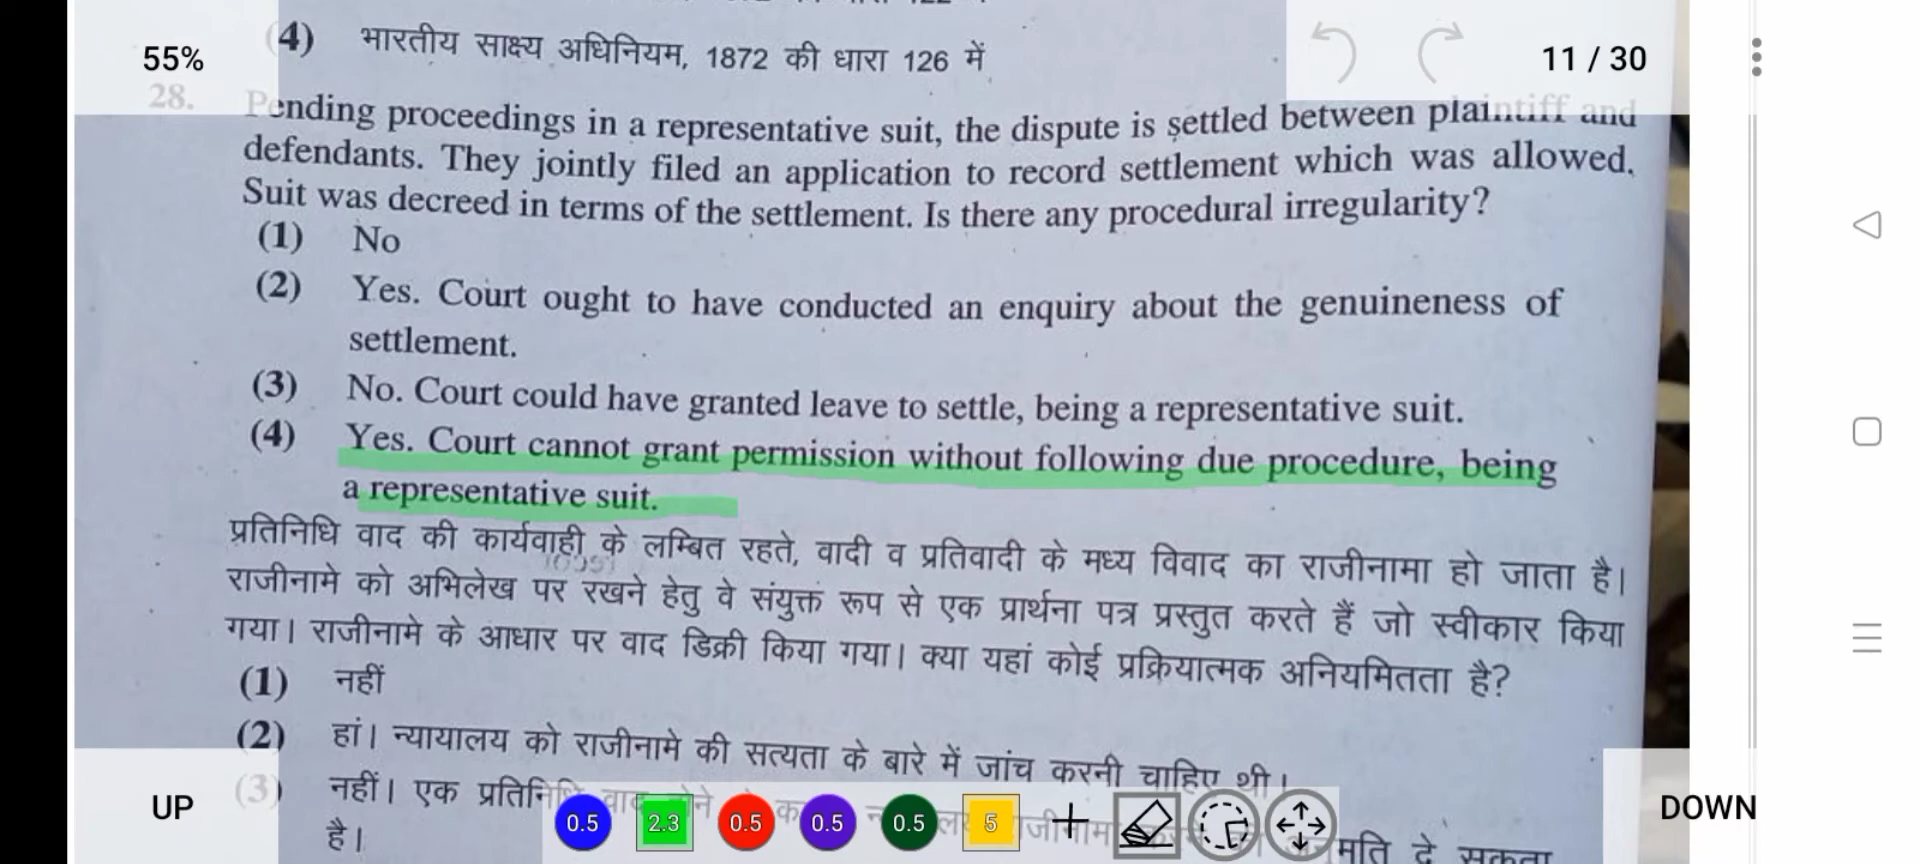 (4) भारतीय साक्ष्य अधिनियम, 1872 की धारा 126 में
55%
11 / 30
28. Pending proceedings in a representative suit, the dispute is settled between plaintiff and
defendants. They jointly filed an application to record settlement which was allowed.
Suit was decreed in terms of the settlement. Is there any procedural irregularity?
(1) No
(2) Yes. Court ought to have conducted an enquiry about the genuineness of
settlement.
(3) No. Court could have granted leave to settle, being a representative suit.
(4) Yes. Court cannot grant permission without following due procedure, being
a representative suit.
प्रतिनिधि वाद की कार्यवाही के लम्बित रहते, वादी व प्रतिवादी के मध्य विवाद का राजीनामा हो जाता है।
राजीनामे को अभिलेख पर रखने हेतु वे संयुक्त रूप से एक प्रार्थना पत्र प्रस्तुत करते हैं जो स्वीकार किया
गया। राजीनामे के आधार पर वाद डिक्री किया गया। क्या यहां कोई प्रक्रियात्मक अनियमितता है?
(1) नहीं
(2) हां। न्यायालय को राजीनामे की सत्यता के बारे में जांच करनी चाहिए थी।
(3) नहीं। एक प्रतिनिधि वाद होने के
है।
UP
0.5 2.3 0.5 0.5 0.5 5
DOWN